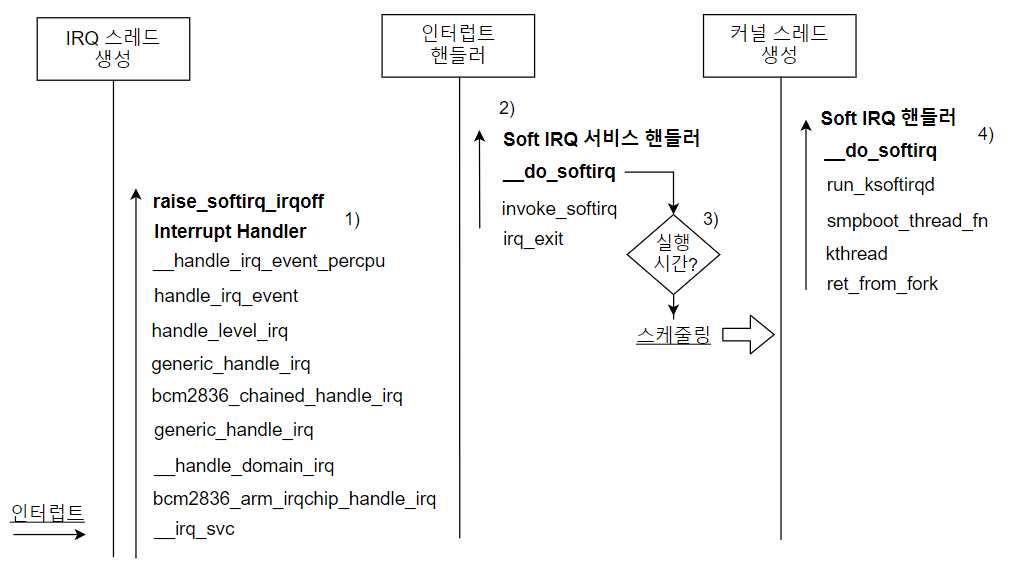 IRQ 스레드
생성
인터럽트
핸들러
커널 스레드
생성
raise_softirq_irqoff
1)
Interrupt Handler
__handle_irq_event_percpu
handle_irq_event
handle_level_irq
generic_handle_irq
bcm2836_chained_handle_irq
generic_handle_irq
__handle_domain_irq
bcm2836_arm_irqchip_handle_irq
__irq_svc
인터럽트
2)
Soft IRQ 서비스 핸들러
__do_softirq
invoke_softirq
irq_exit
3)
실행
시간?
스케줄링
Soft IRQ 핸들러
4)
__do_softirq
run_ksoftirqd
smpboot_thread_fn
kthread
ret_from_fork